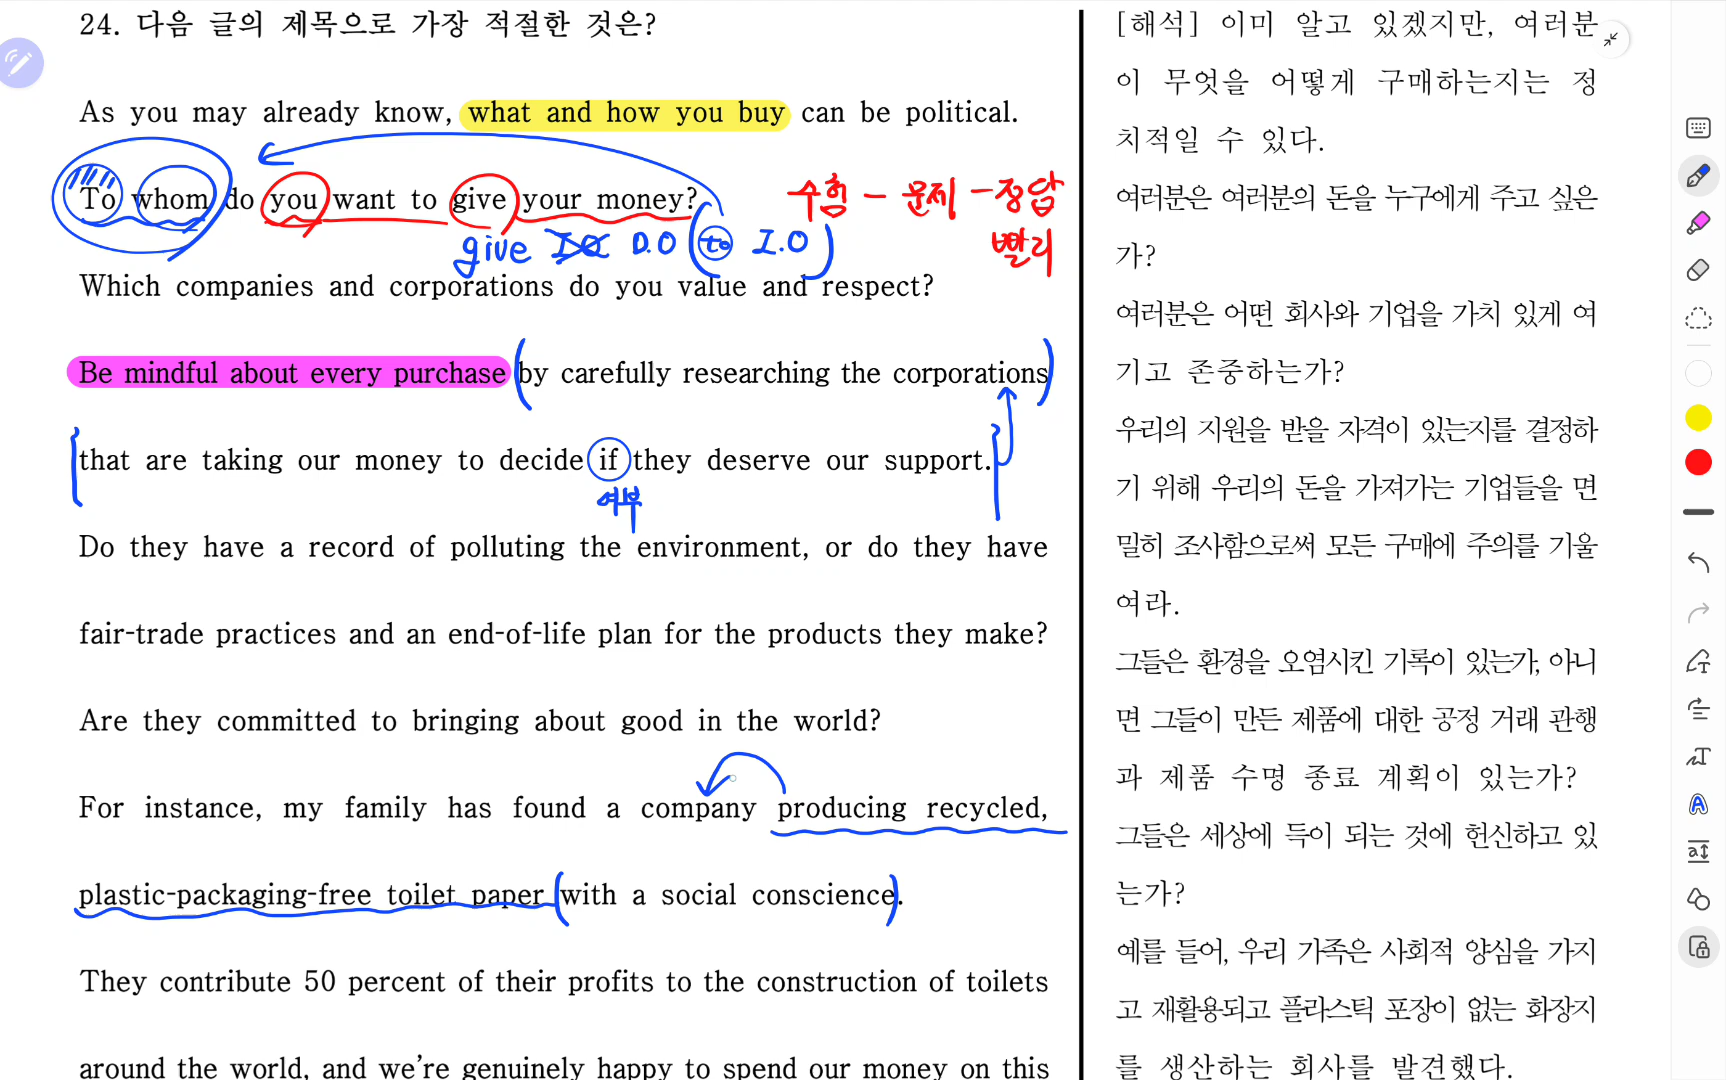 24. 다음 글의 제목으로 가장 적절한 것은?
As you may already know, what and how you buy can be political.
To whom do you want to give your money?
수험 - 문제 - 정답
빨리
give I.O D.O (to I.O)
Which companies and corporations do you value and respect?
Be mindful about every purchase (by carefully researching the corporations)
[that are taking our money to decide if they deserve our support.]
여부
Do they have a record of polluting the environment, or do they have
fair-trade practices and an end-of-life plan for the products they make?
Are they committed to bringing about good in the world?
For instance, my family has found a company producing recycled,
plastic-packaging-free toilet paper (with a social conscience).
They contribute 50 percent of their profits to the construction of toilets
around the world, and we're genuinely happy to spend our money on this
[해석] 이미 알고 있겠지만, 여러분
이 무엇을 어떻게 구매하는지는 정
치적일 수 있다.
여러분은 여러분의 돈을 누구에게 주고 싶은
가?
여러분은 어떤 회사와 기업을 가치 있게 여
기고 존중하는가?
우리의 지원을 받을 자격이 있는지를 결정하
기 위해 우리의 돈을 가져가는 기업들을 면
밀히 조사함으로써 모든 구매에 주의를 기울
여라.
그들은 환경을 오염시킨 기록이 있는가, 아니
면 그들이 만든 제품에 대한 공정 거래 관행
과 제품 수명 종료 계획이 있는가?
그들은 세상에 득이 되는 것에 헌신하고 있
는가?
예를 들어, 우리 가족은 사회적 양심을 가지
고 재활용되고 플라스틱 포장이 없는 화장지
를 생산하는 회사를 발견했다.